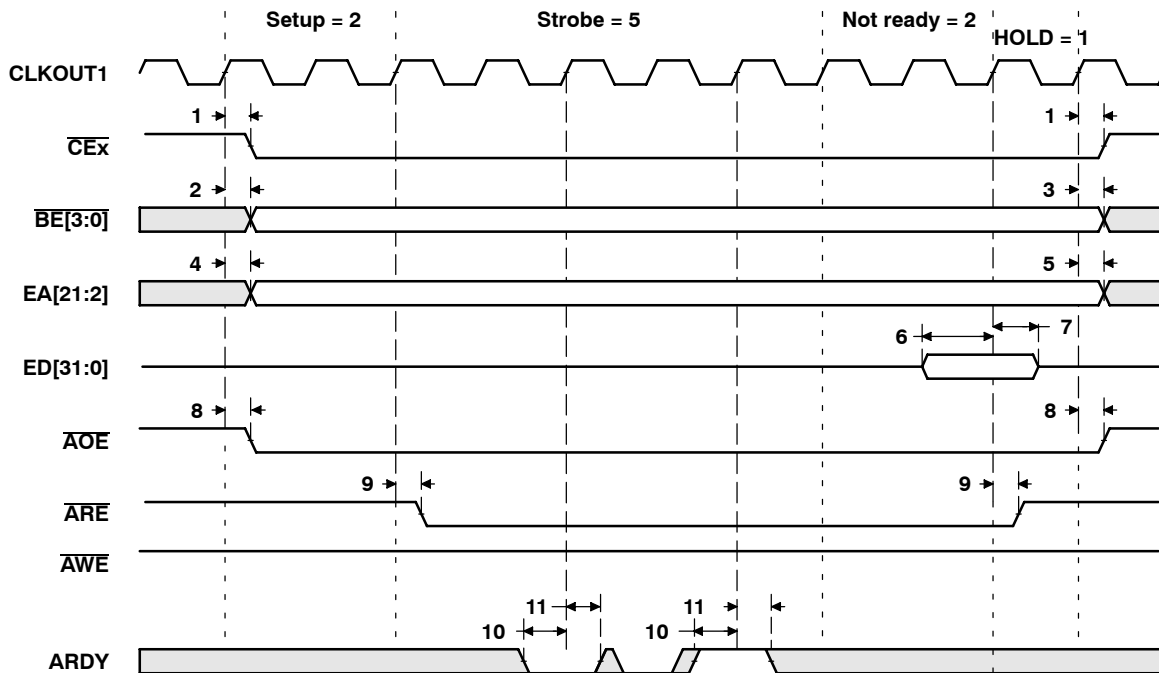 Setup = 2 Strobe = 5 Not ready = 2
HOLD = 1
CLKOUT1
1 1
CEx
2 3
BE[3:0]
4 5
EA[21:2]
6 7
ED[31:0]
8 8
AOE
9 9
ARE
AWE
11 11
10 10
ARDY